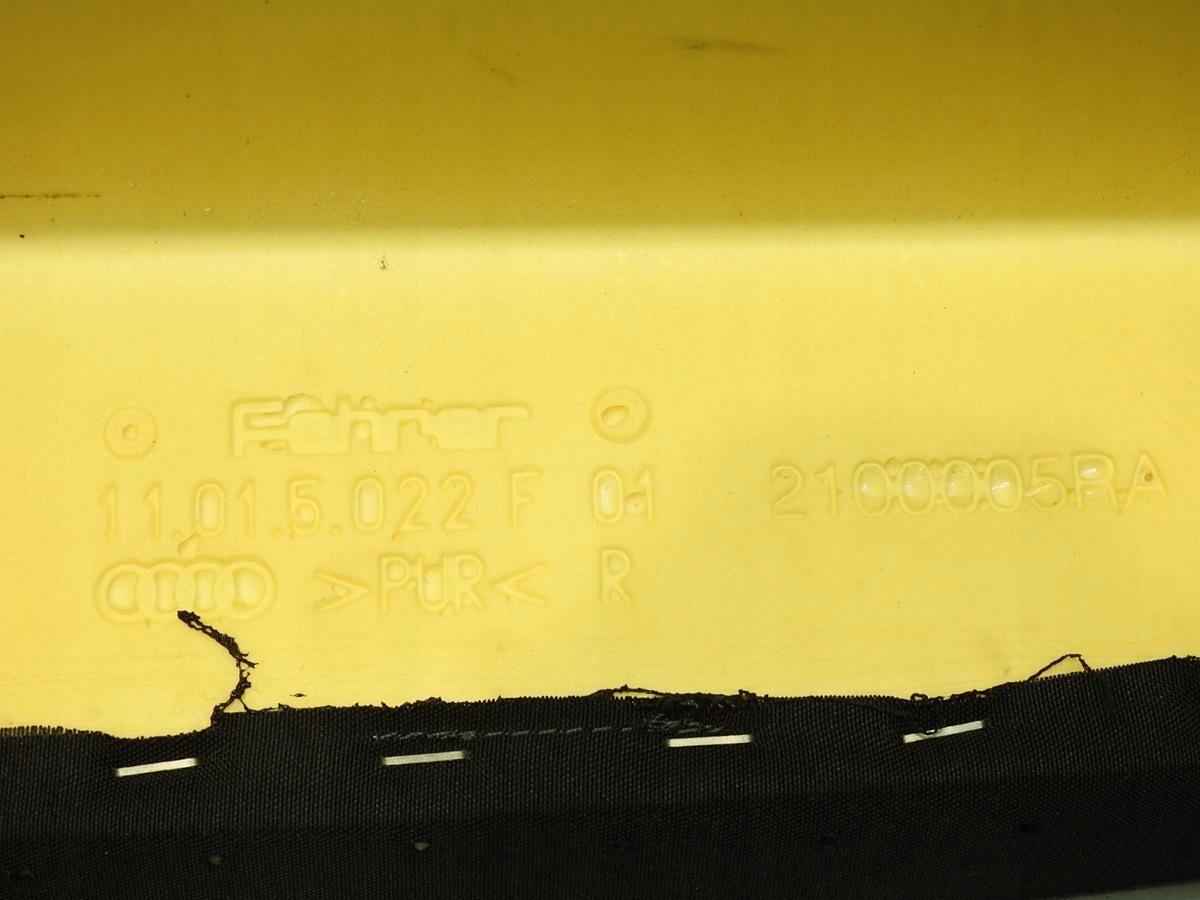 Fehrer
11.01.5.022 F 01
2100005RA
>PUR< R